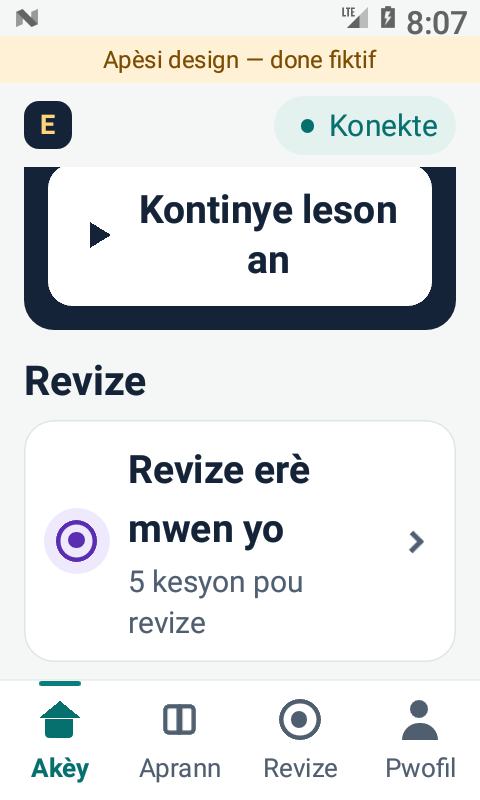 LTE 8:07
Apèsi design — done fiktif
E
Konekte
Kontinye leson
an
Revize
Revize erè
mwen yo
5 kesyon pou
revize
Akèy Aprann Revize Pwofil